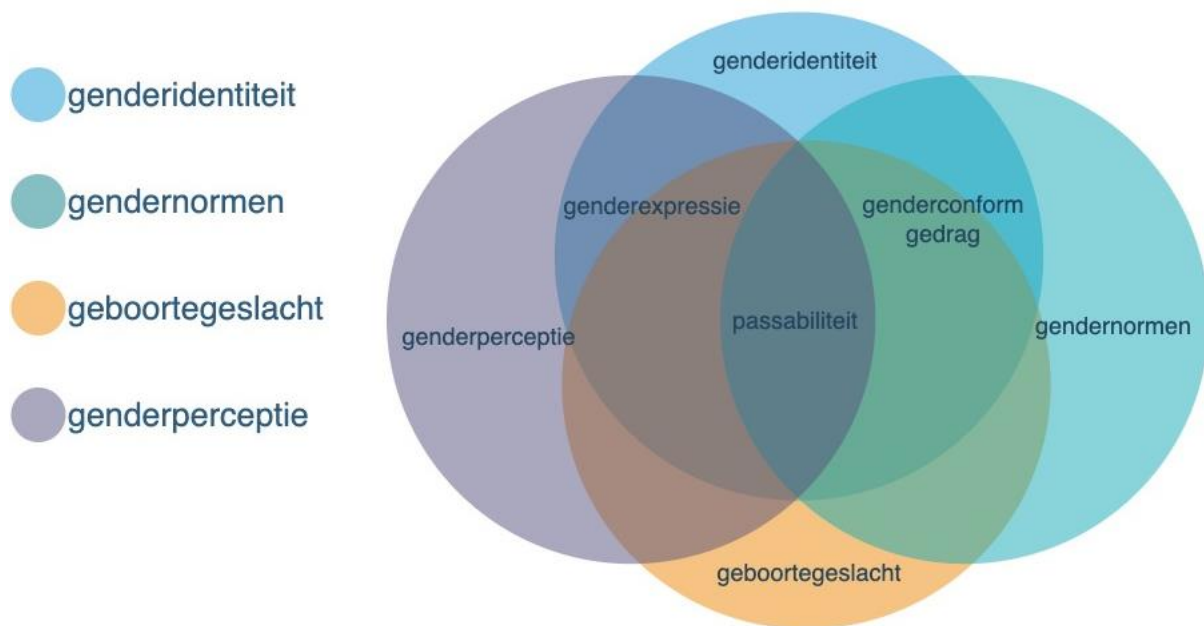 genderidentiteit
gendernormen
geboortegeslacht
genderperceptie
genderidentiteit
genderexpressie
genderconform
gedrag
genderperceptie
passabiliteit
gendernormen
geboortegeslacht